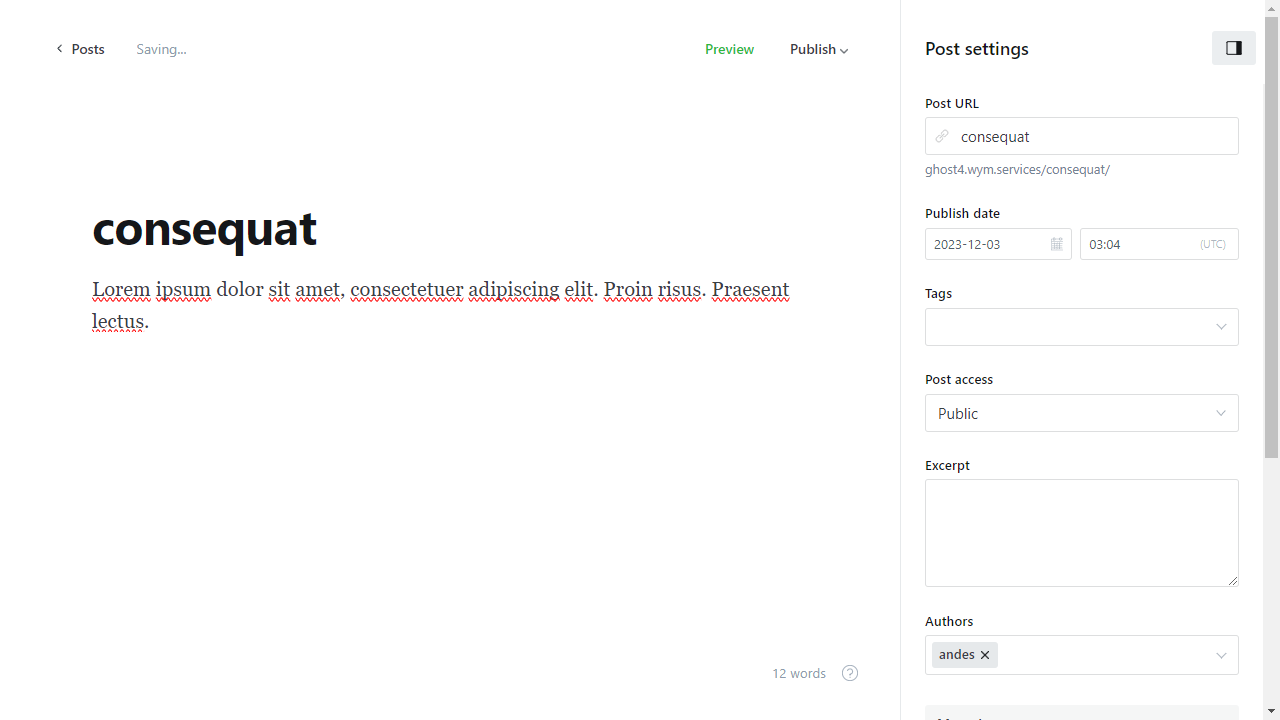 Posts
Saving...
Preview
Publish
Post settings
consequat
Lorem ipsum dolor sit amet, consectetuer adipiscing elit. Proin risus. Praesent
lectus.
12 words
Post URL
consequat
ghost4.wym.services/consequat/
Publish date
2023-12-03
03:04
(UTC)
Tags
Post access
Public
Excerpt
Authors
andes